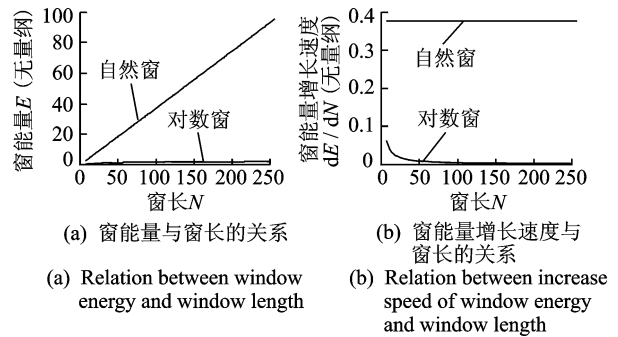 窗能量E (无量纲)
100
80
60
40
20
0
自然窗
对数窗
0 50 100 150 200 250
窗长N
(a) 窗能量与窗长的关系
(a) Relation between window
energy and window length
窗能量增长速度
dE / dN (无量纲)
0.4
0.3
0.2
0.1
0
自然窗
对数窗
0 50 100 150 200 250
窗长N
(b) 窗能量增长速度与
窗长的关系
(b) Relation between increase
speed of window energy
and window length